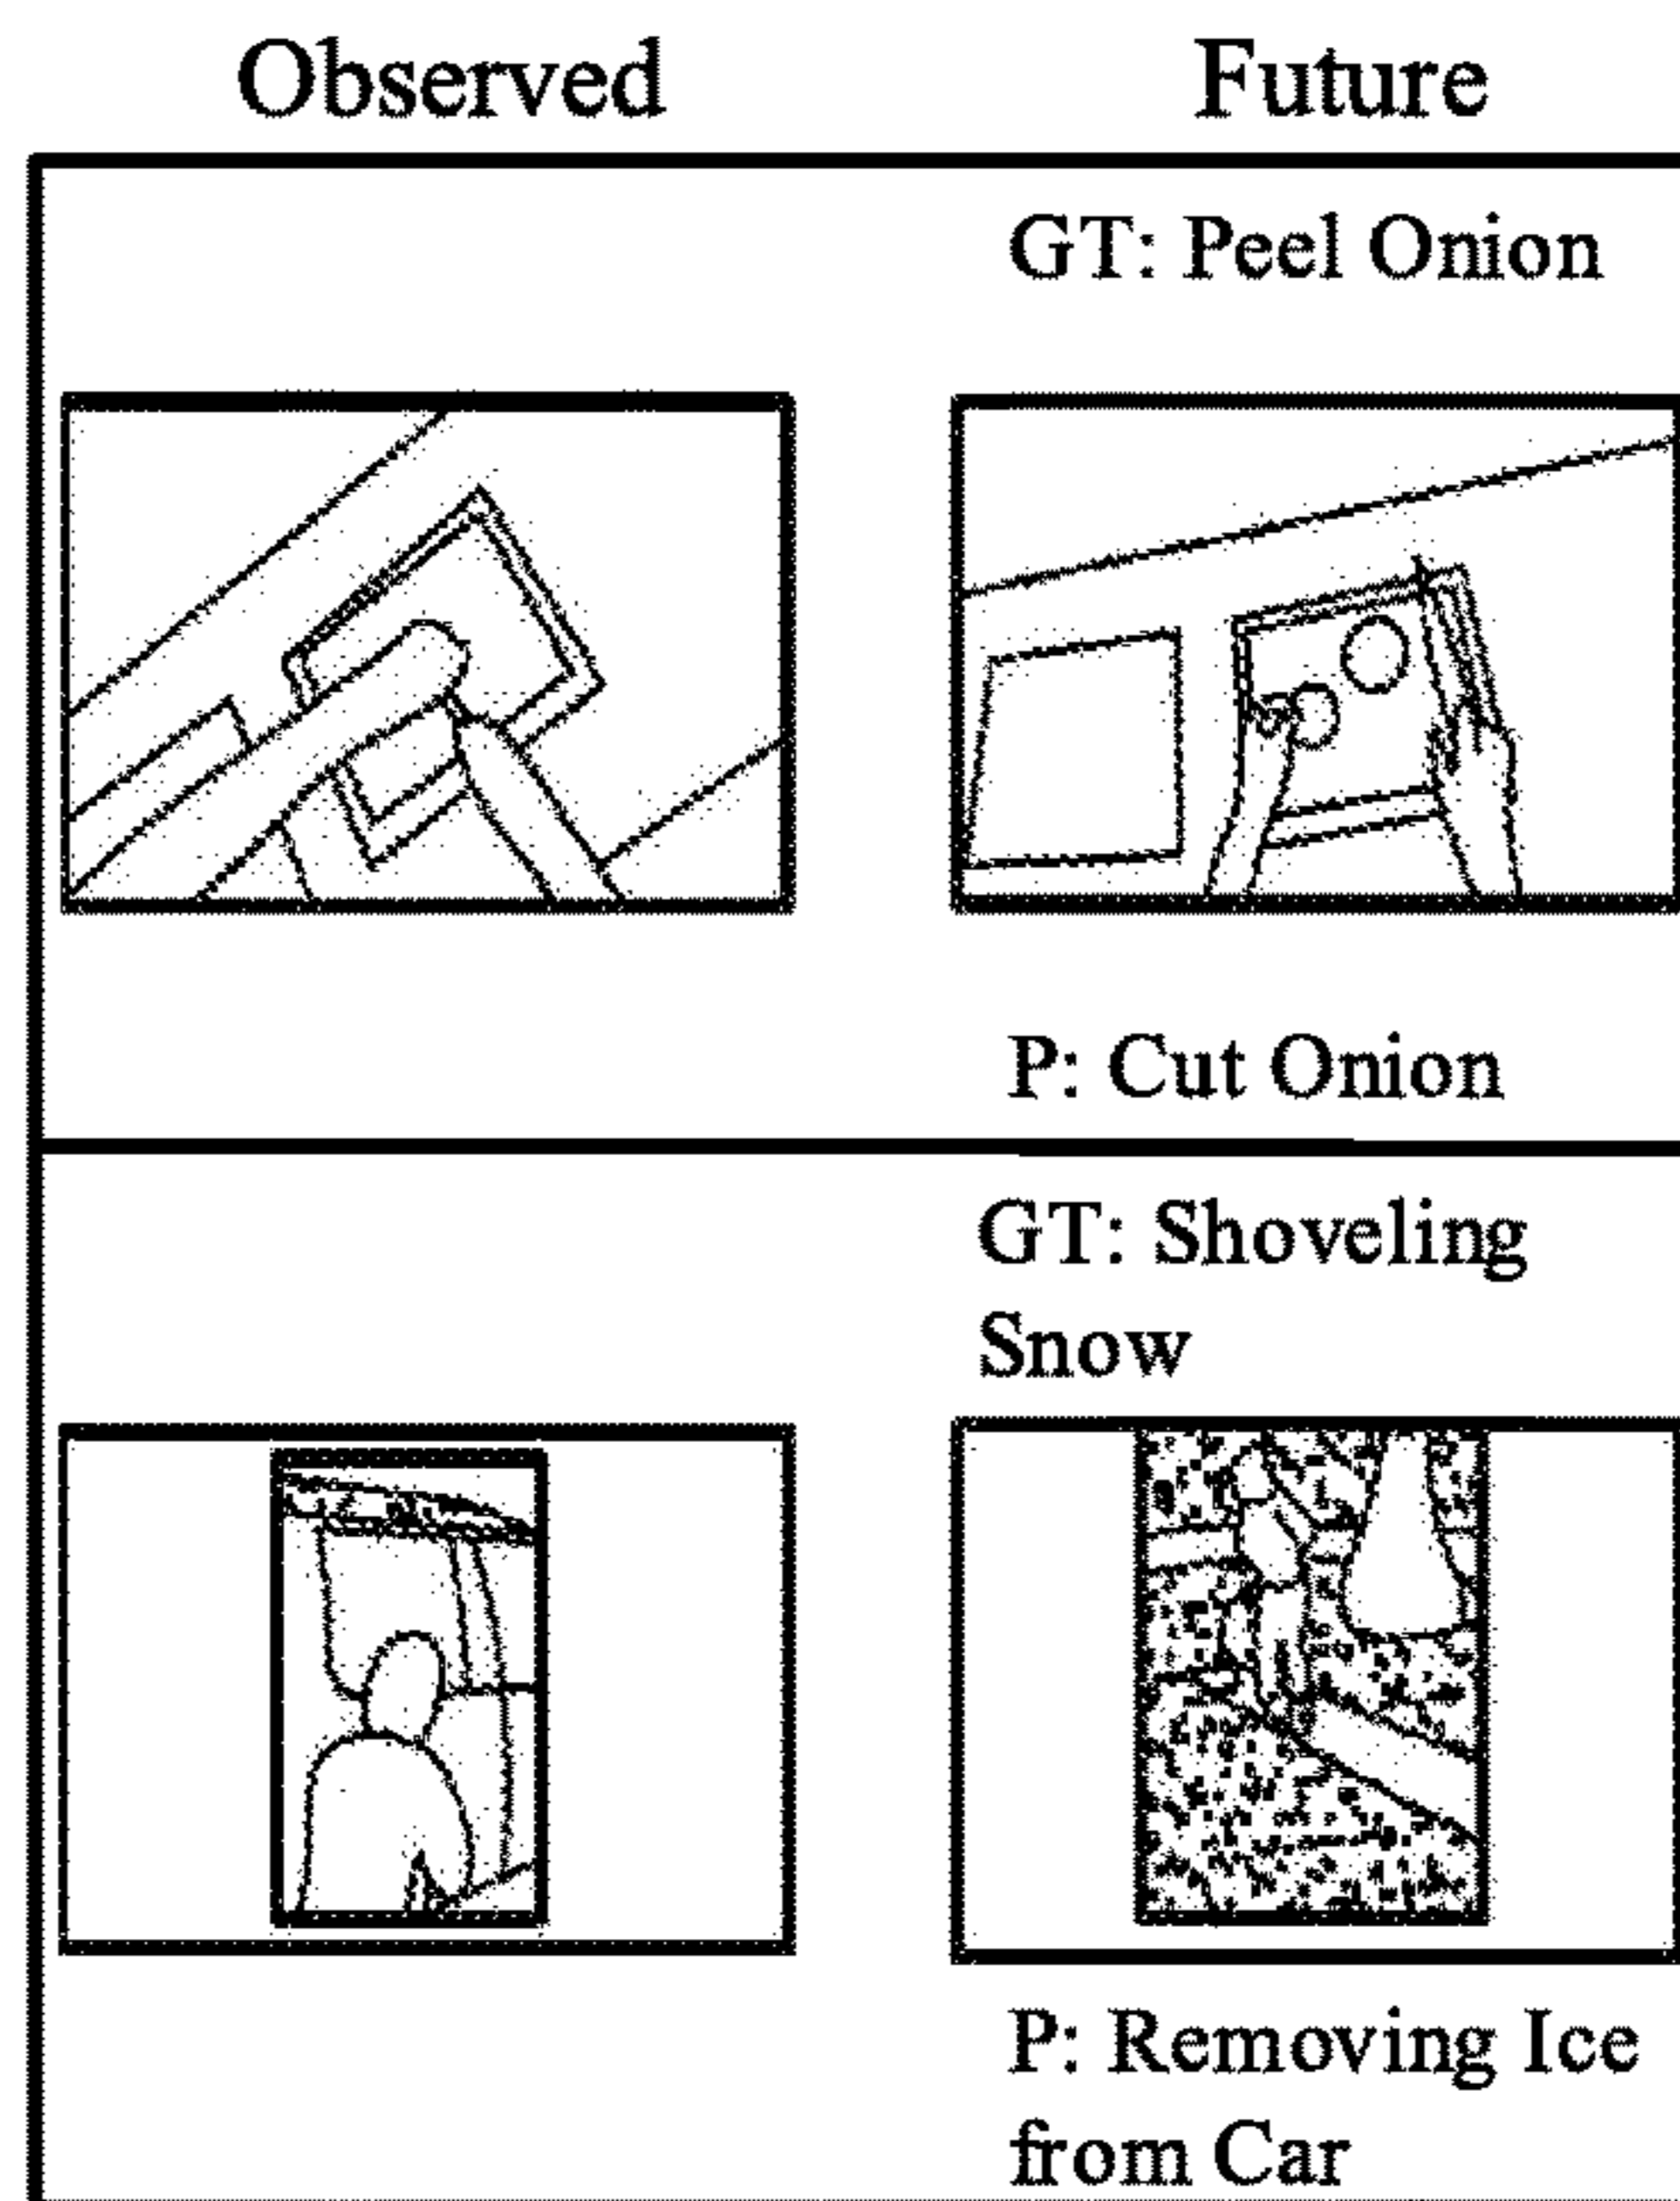 Observed Future
GT: Peel Onion
P: Cut Onion
GT: Shoveling
Snow
P: Removing Ice
from Car